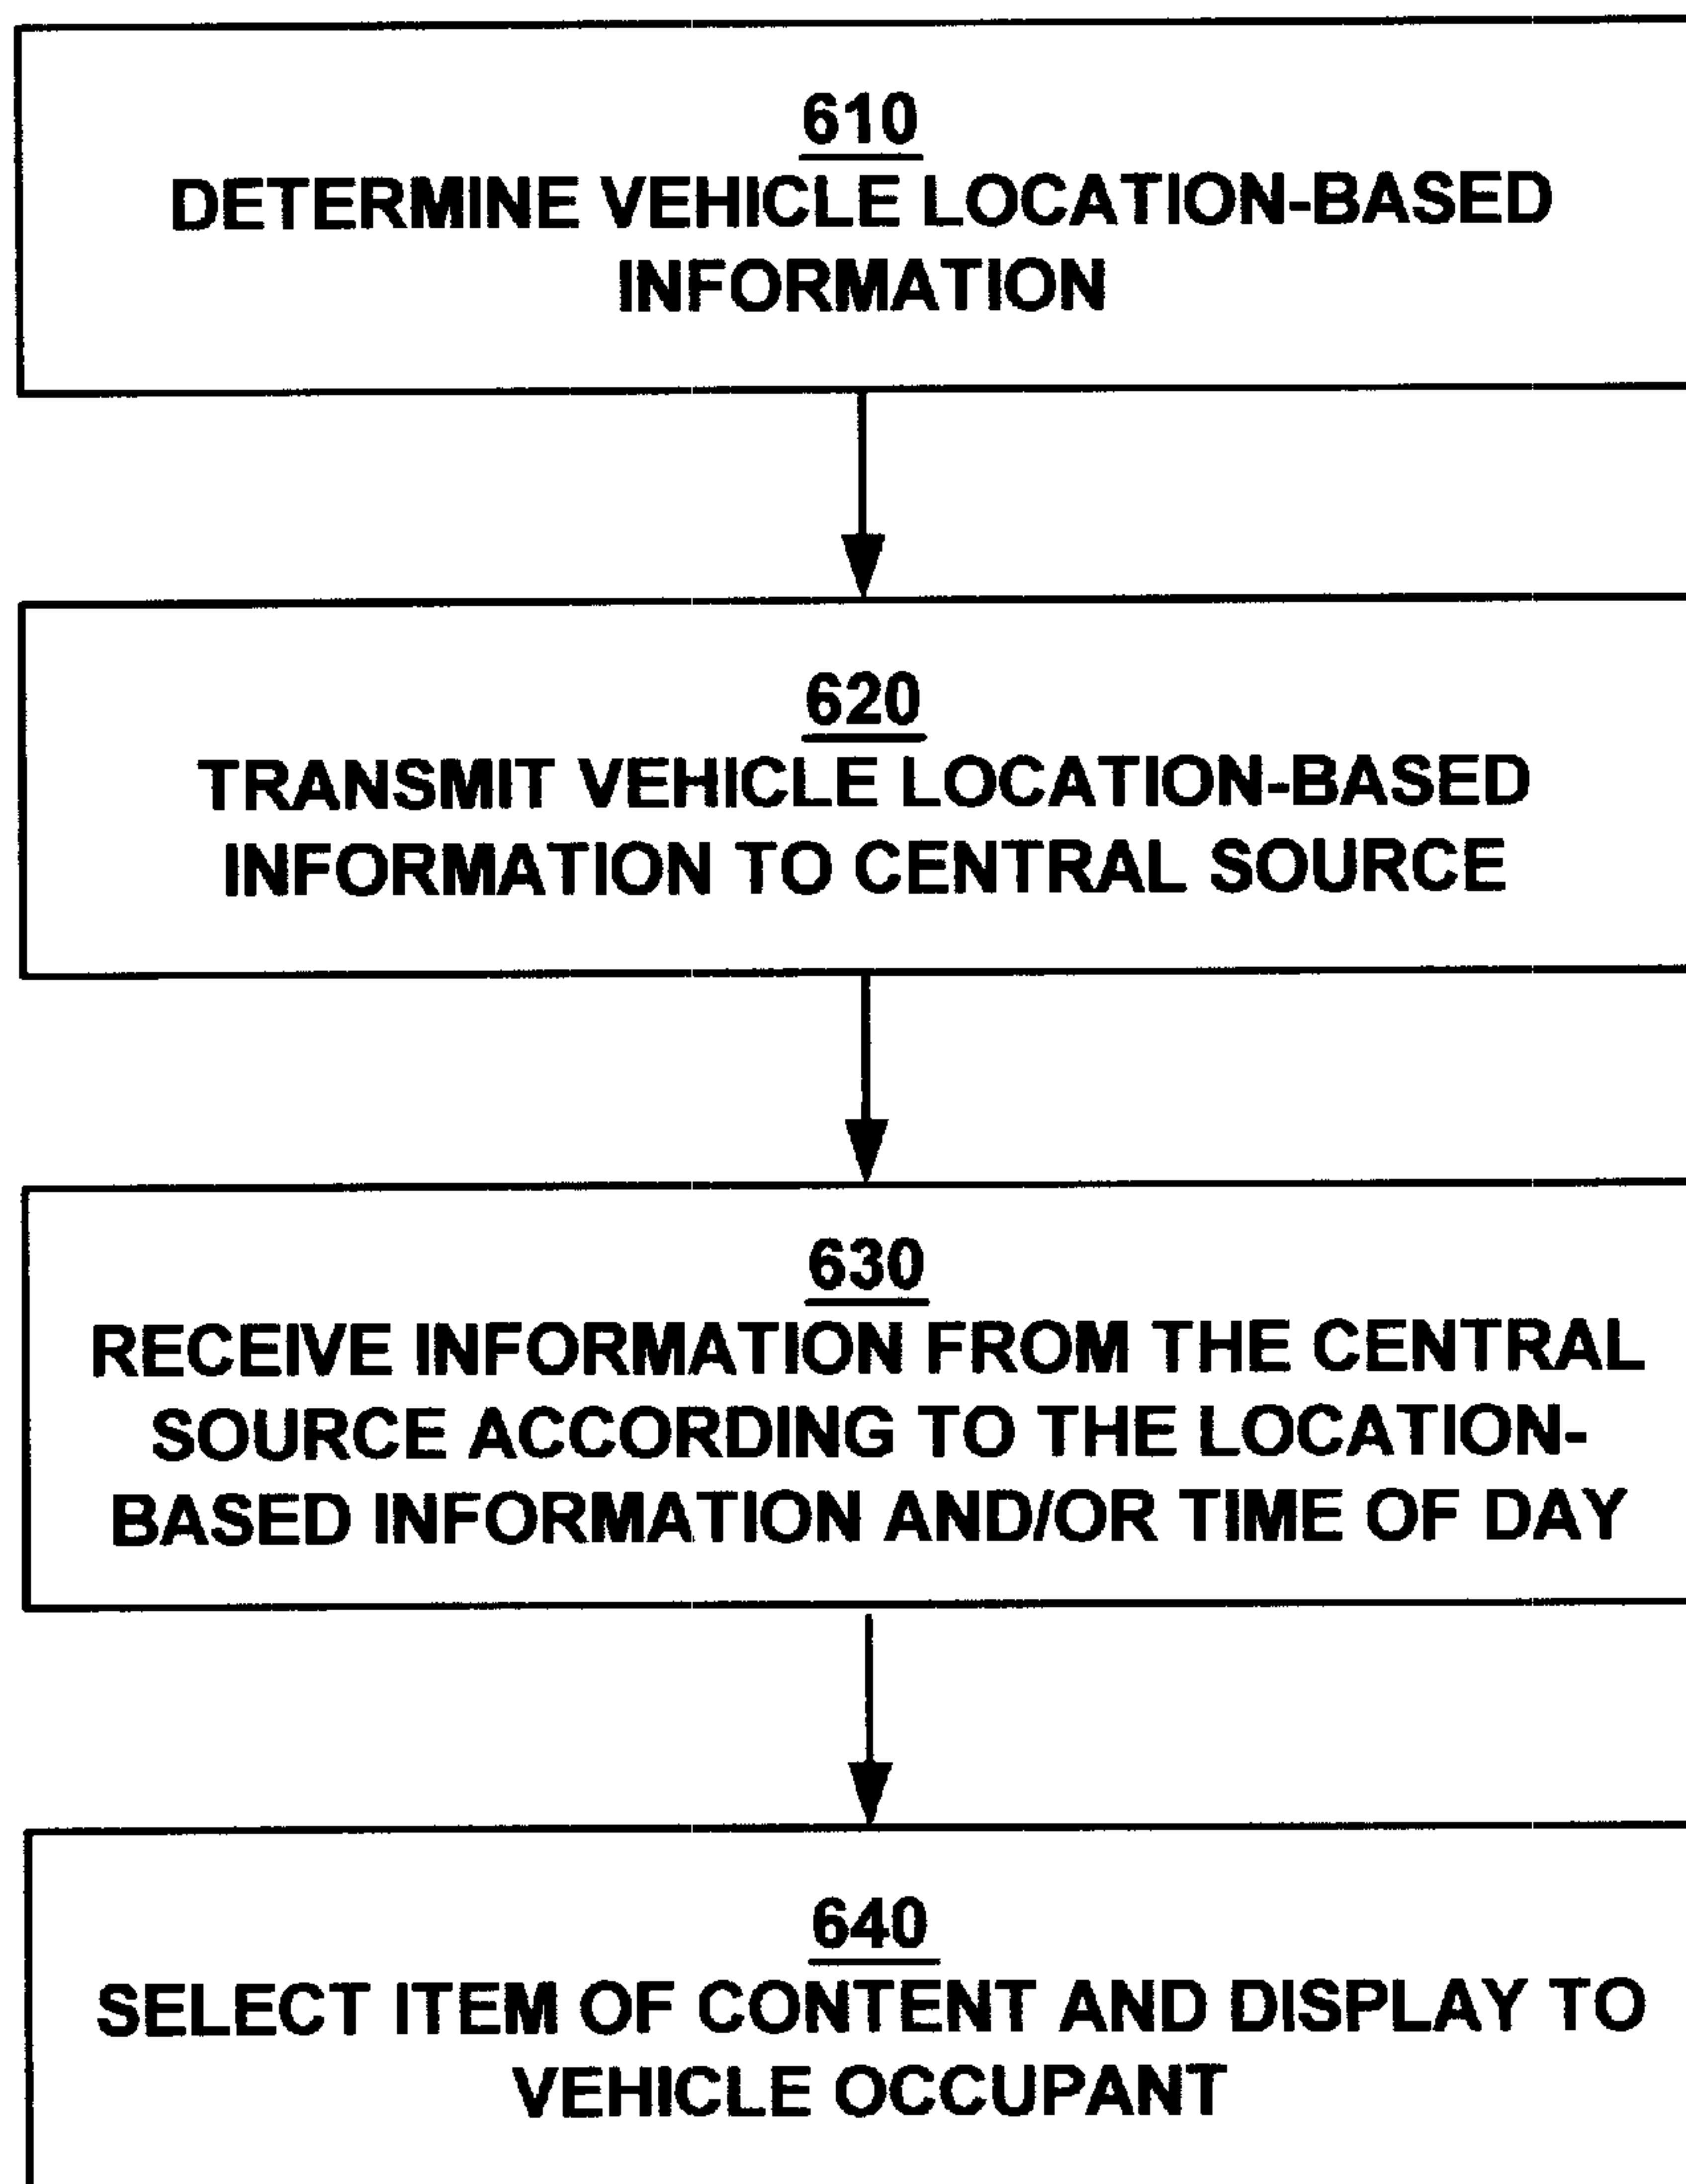 610
DETERMINE VEHICLE LOCATION-BASED
INFORMATION
620
TRANSMIT VEHICLE LOCATION-BASED
INFORMATION TO CENTRAL SOURCE
630
RECEIVE INFORMATION FROM THE CENTRAL
SOURCE ACCORDING TO THE LOCATION-
BASED INFORMATION AND/OR TIME OF DAY
640
SELECT ITEM OF CONTENT AND DISPLAY TO
VEHICLE OCCUPANT